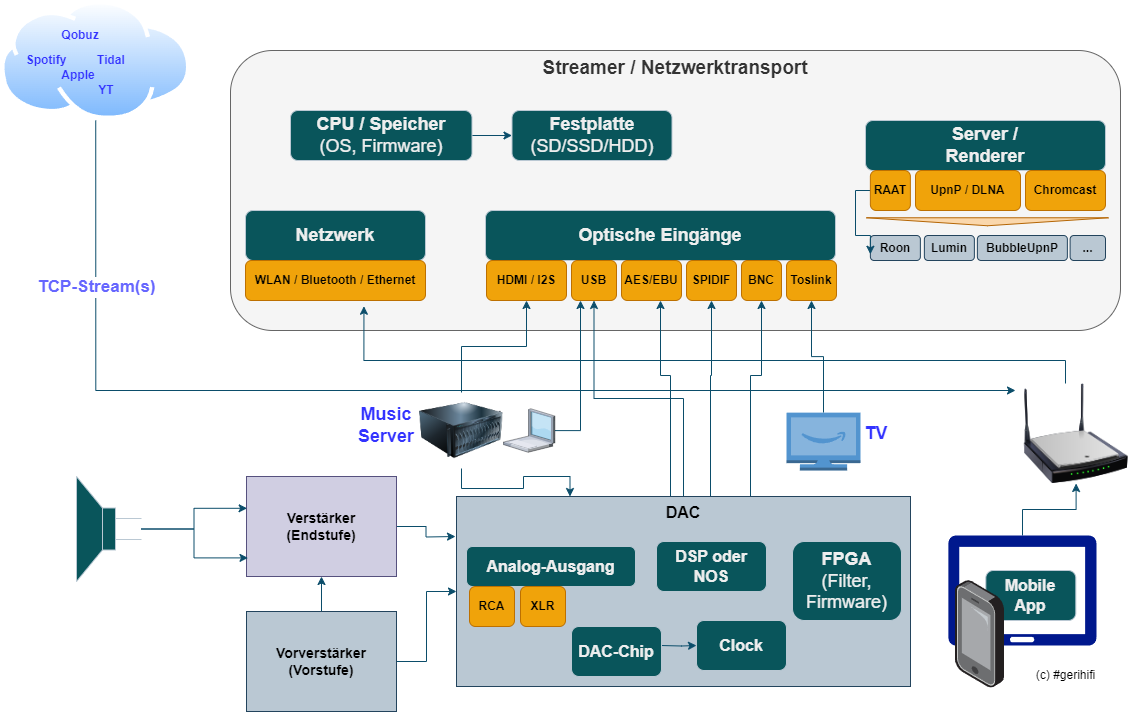 Qobuz
Spotify
Tidal
Apple
YT
Streamer / Netzwerktransport
CPU / Speicher
(OS, Firmware)
Festplatte
(SD/SSD/HDD)
Server /
Renderer
RAAT
UpnP / DLNA
Chromcast
Roon
Lumin
BubbleUpnP
...
Netzwerk
WLAN / Bluetooth / Ethernet
Optische Eingänge
HDMI / I2S
USB
AES/EBU
SPIDIF
BNC
Toslink
TCP-Stream(s)
Music
Server
TV
Verstärker
(Endstufe)
Vorverstärker
(Vorstufe)
DAC
Analog-Ausgang
RCA
XLR
DSP oder
NOS
FPGA
(Filter,
Firmware)
DAC-Chip
Clock
Mobile
App
(c) #gerihifi